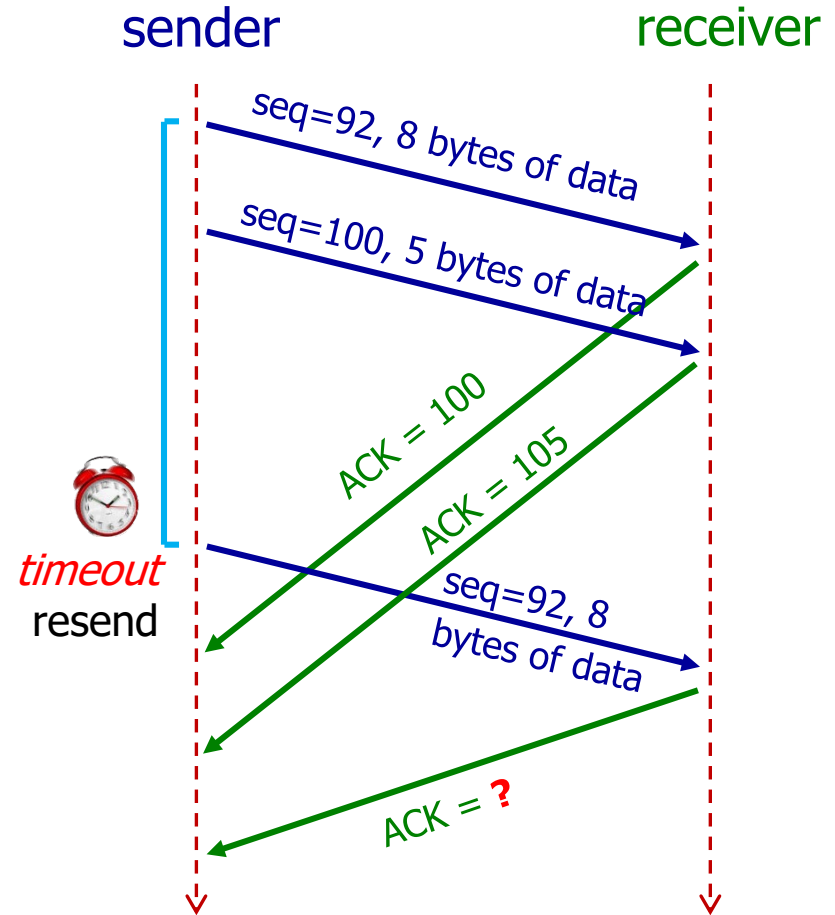 sender
receiver
seq=92, 8 bytes of data
seq=100, 5 bytes of data
ACK = 100
ACK = 105
timeout
resend
seq=92, 8
bytes of data
ACK = ?